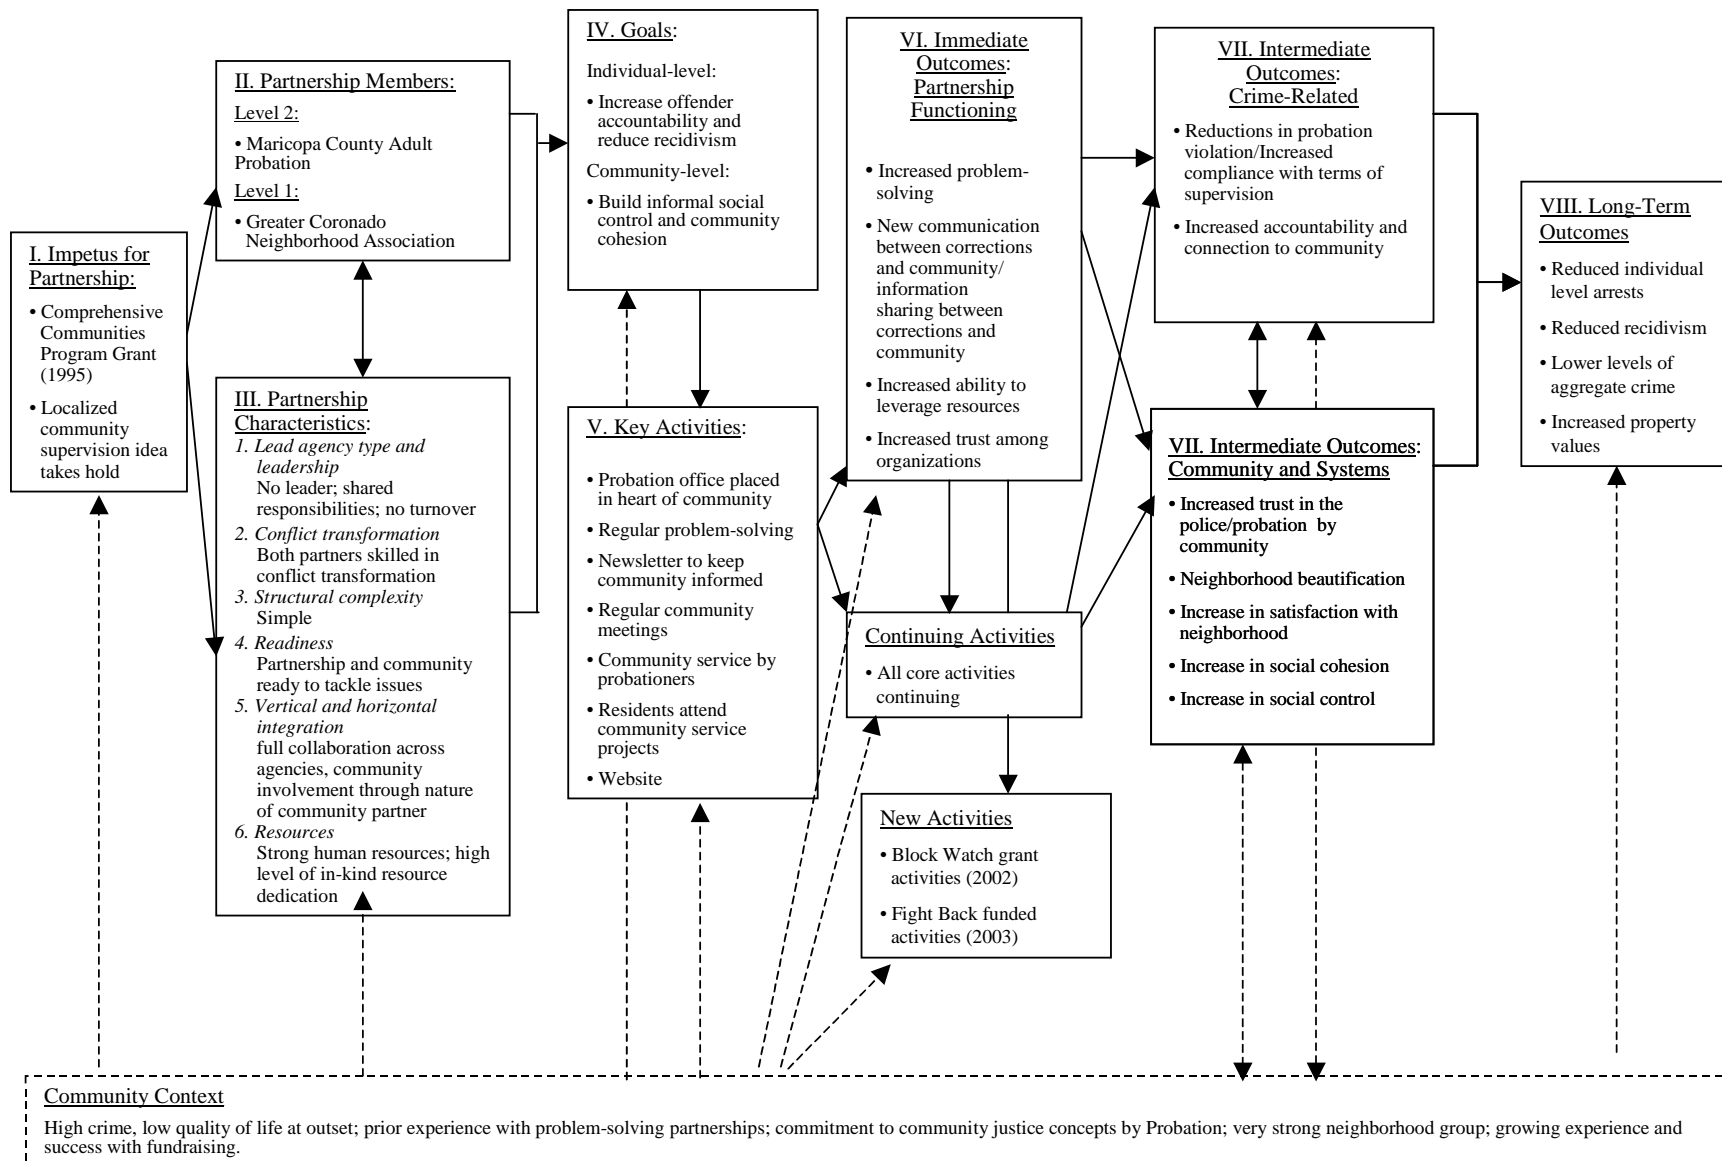 I. Impetus for
Partnership:
• Comprehensive
Communities
Program Grant
(1995)
• Localized
community
supervision idea
takes hold
II. Partnership Members:
Level 2:
• Maricopa County Adult
Probation
Level 1:
• Greater Coronado
Neighborhood Association
III. Partnership
Characteristics:
1. Lead agency type and
leadership
No leader; shared
responsibilities; no turnover
2. Conflict transformation
Both partners skilled in
conflict transformation
3. Structural complexity
Simple
4. Readiness
Partnership and community
ready to tackle issues
5. Vertical and horizontal
integration
full collaboration across
agencies, community
involvement through nature
of community partner
6. Resources
Strong human resources; high
level of in-kind resource
dedication
IV. Goals:
Individual-level:
• Increase offender
accountability and
reduce recidivism
Community-level:
• Build informal social
control and community
cohesion
V. Key Activities:
• Probation office placed
in heart of community
• Regular problem-solving
• Newsletter to keep
community informed
• Regular community
meetings
• Community service by
probationers
• Residents attend
community service
projects
• Website
VI. Immediate
Outcomes:
Partnership
Functioning
• Increased problem-
solving
• New communication
between corrections
and community/
information
sharing between
corrections and
community
• Increased ability to
leverage resources
• Increased trust among
organizations
Continuing Activities
• All core activities
continuing
New Activities
• Block Watch grant
activities (2002)
• Fight Back funded
activities (2003)
VII. Intermediate
Outcomes:
Crime-Related
• Reductions in probation
violation/Increased
compliance with terms of
supervision
• Increased accountability and
connection to community
VII. Intermediate Outcomes:
Community and Systems
• Increased trust in the
police/probation by
community
• Neighborhood beautification
• Increase in satisfaction with
neighborhood
• Increase in social cohesion
• Increase in social control
VIII. Long-Term
Outcomes
• Reduced individual
level arrests
• Reduced recidivism
• Lower levels of
aggregate crime
• Increased property
values
Community Context
High crime, low quality of life at outset; prior experience with problem-solving partnerships; commitment to community justice concepts by Probation; very strong neighborhood group; growing experience and
success with fundraising.